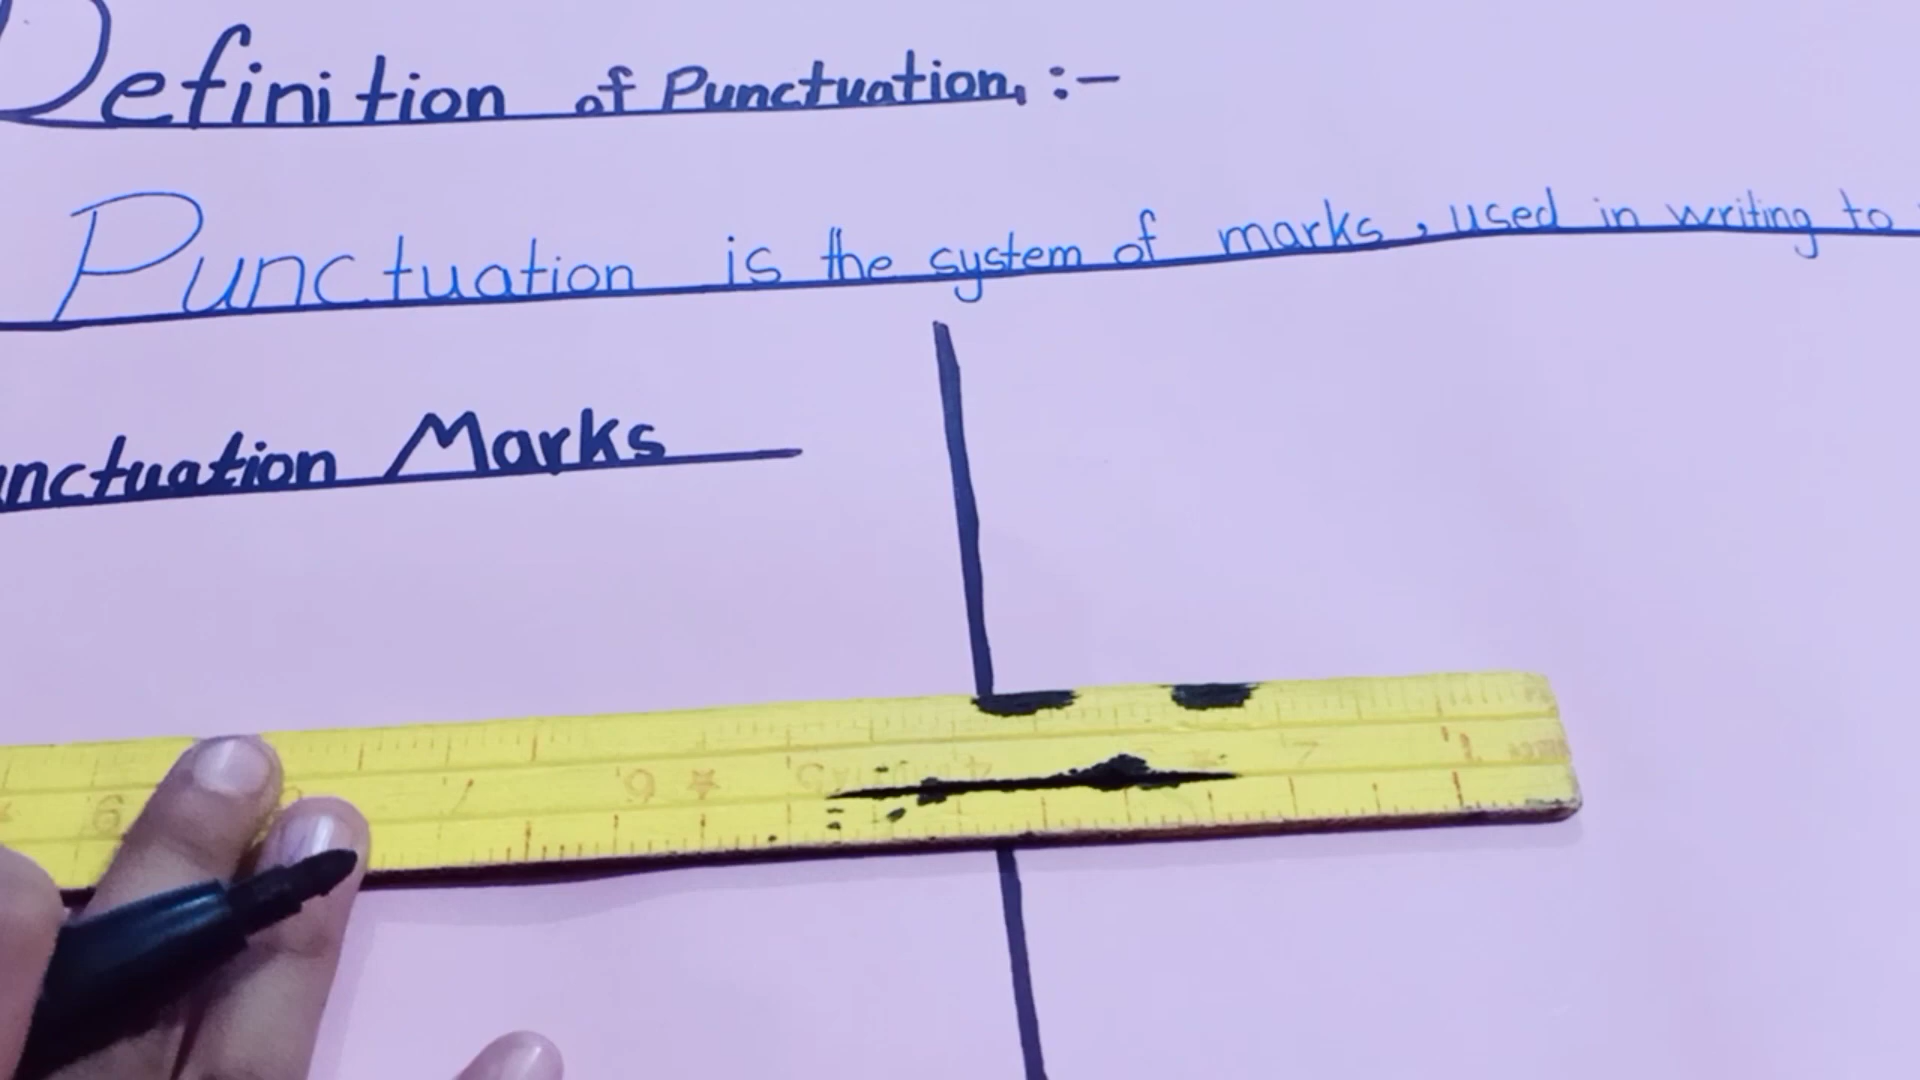 Definition of Punctuation, :-
Punctuation is the system of marks, used in writing to
nctuation Marks